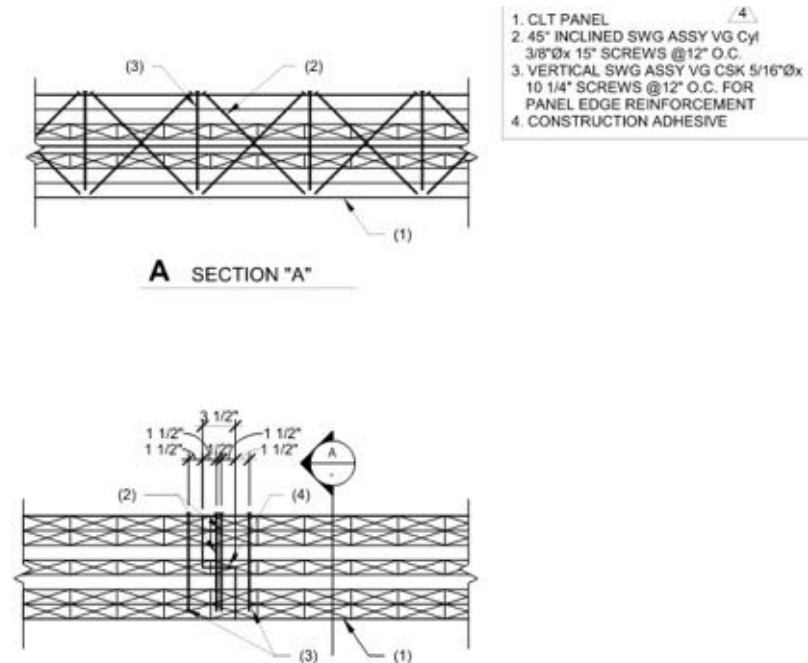 4
1. CLT PANEL
2. 45° INCLINED SWG ASSY VG Cyl
3/8"Øx 15" SCREWS @12" O.C.
3. VERTICAL SWG ASSY VG CSK 5/16"Øx
10 1/4" SCREWS @12" O.C. FOR
PANEL EDGE REINFORCEMENT
4. CONSTRUCTION ADHESIVE
(3) (2)
(1)
A SECTION "A"
3 1/2"
1 1/2" 1 1/2"
1 1/2" 1/2" 1 1/2"
A
-
(2) (4)
(3) (1)